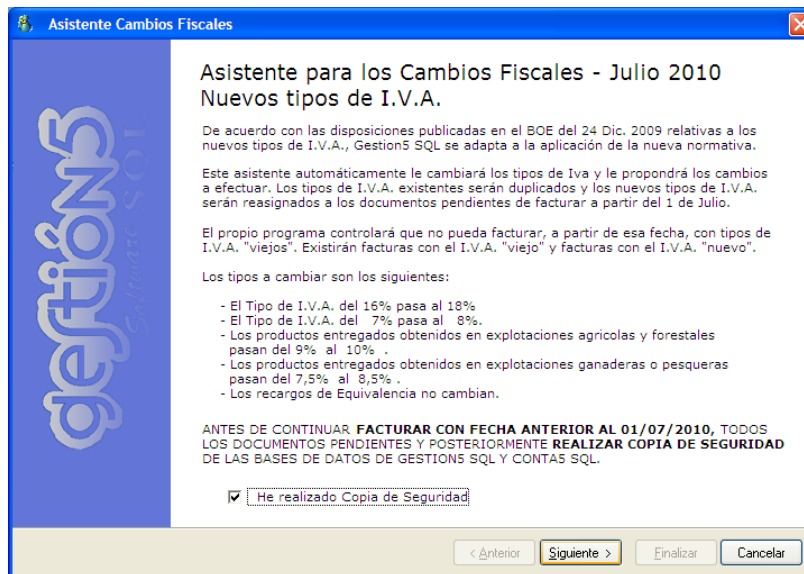 Asistente Cambios Fiscales
gestión5
Software SQL
Asistente para los Cambios Fiscales - Julio 2010
Nuevos tipos de I.V.A.
De acuerdo con las disposiciones publicadas en el BOE del 24 Dic. 2009 relativas a los
nuevos tipos de I.V.A., Gestion5 SQL se adapta a la aplicación de la nueva normativa.
Este asistente automáticamente le cambiará los tipos de Iva y le propondrá los cambios
a efectuar. Los tipos de I.V.A. existentes serán duplicados y los nuevos tipos de I.V.A.
serán reasignados a los documentos pendientes de facturar a partir del 1 de Julio.
El propio programa controlará que no pueda facturar, a partir de esa fecha, con tipos de
I.V.A. "viejos". Existirán facturas con el I.V.A. "viejo" y facturas con el I.V.A. "nuevo".
Los tipos a cambiar son los siguientes:
- El Tipo de I.V.A. del 16% pasa al 18%
- El Tipo de I.V.A. del 7% pasa al 8%.
- Los productos entregados obtenidos en explotaciones agricolas y forestales
pasan del 9% al 10% .
- Los productos entregados obtenidos en explotaciones ganaderas o pesqueras
pasan del 7,5% al 8,5% .
- Los recargos de Equivalencia no cambian.
ANTES DE CONTINUAR FACTURAR CON FECHA ANTERIOR AL 01/07/2010, TODOS
LOS DOCUMENTOS PENDIENTES Y POSTERIORMENTE REALIZAR COPIA DE SEGURIDAD
DE LAS BASES DE DATOS DE GESTION5 SQL Y CONTA5 SQL.
He realizado Copia de Seguridad
< Anterior Siguiente > Finalizar Cancelar